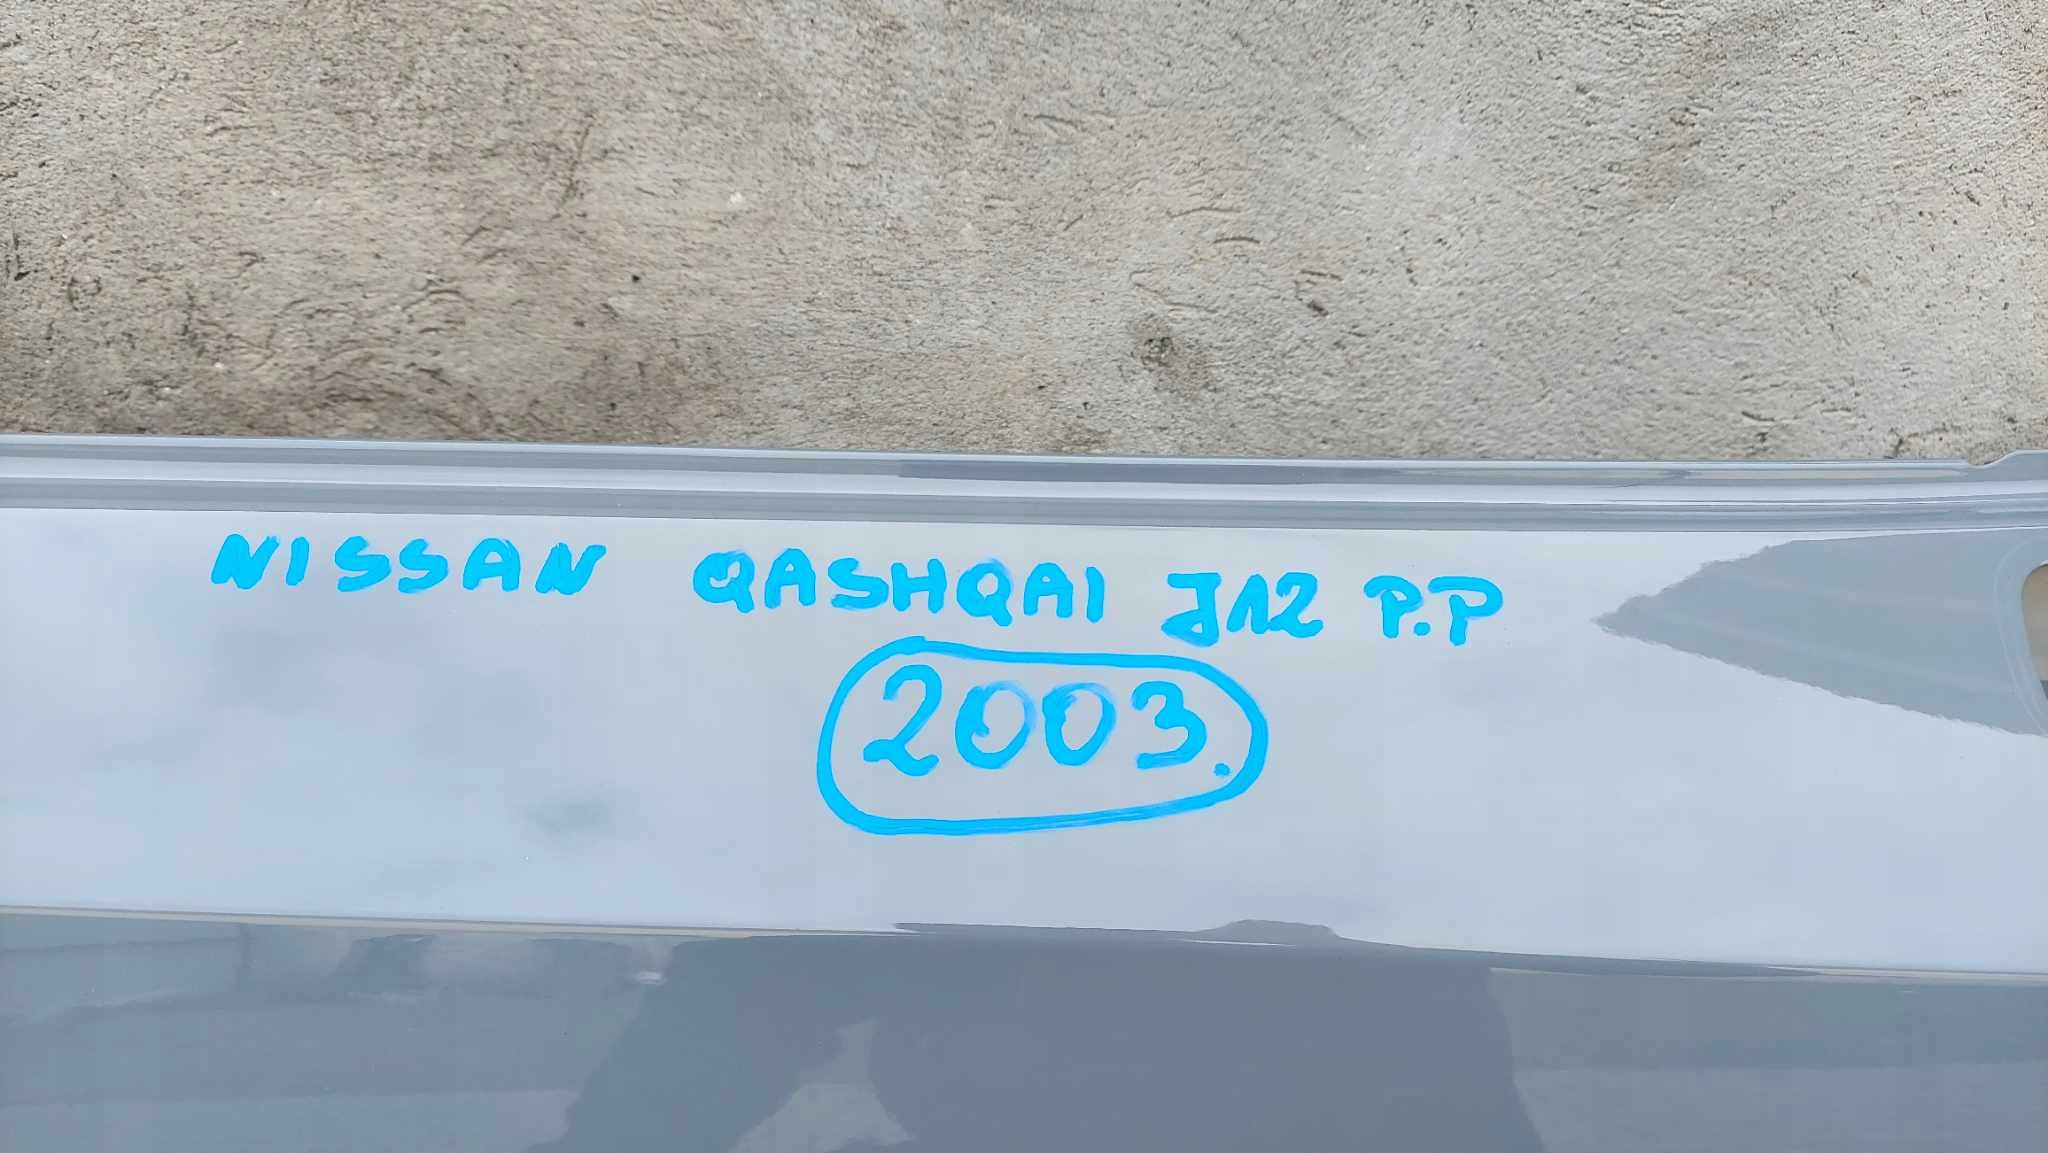 NISSAN QASHQAI J12 P.P
2003.